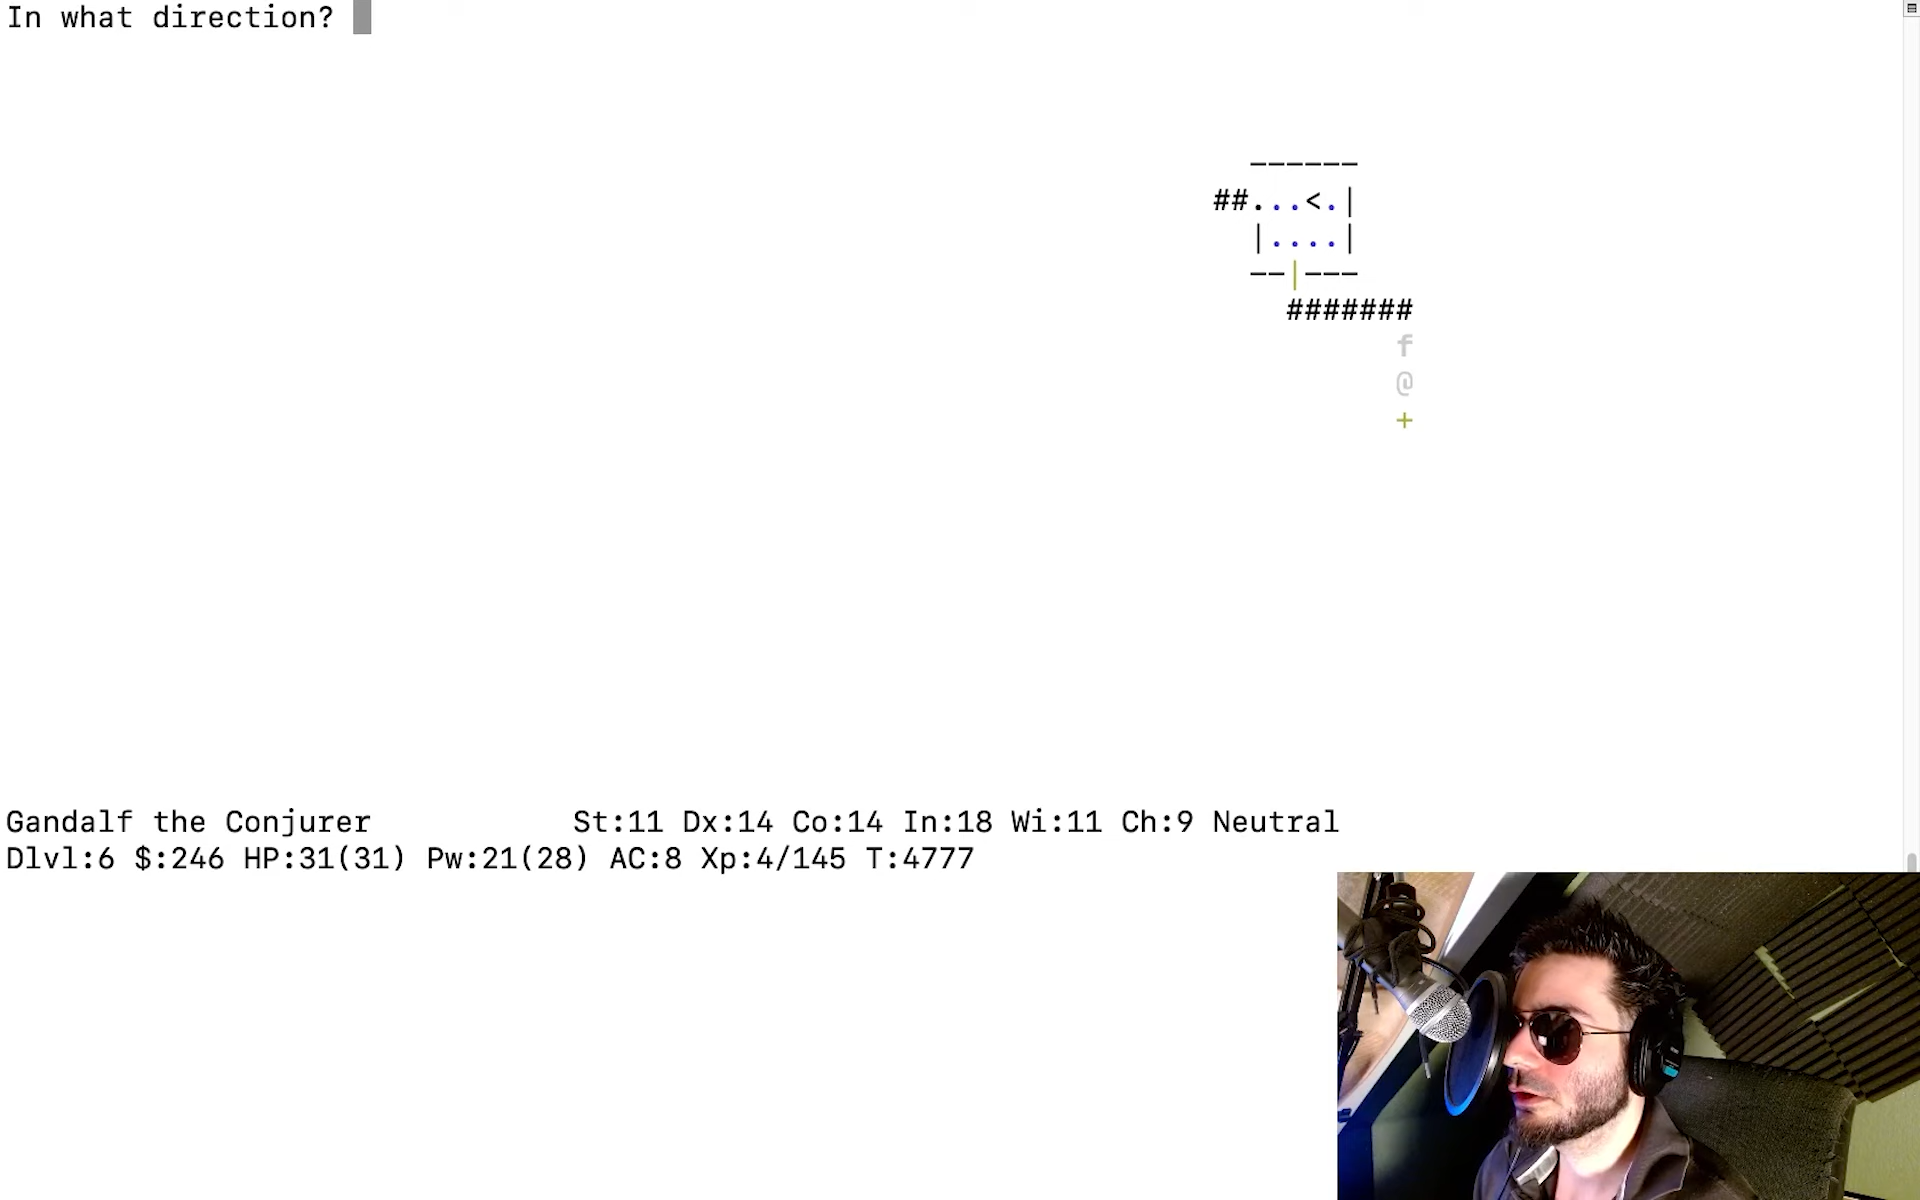 In what direction?
------
##...<.|
|....|
--|---
#######
f
@
+
Gandalf the Conjurer St:11 Dx:14 Co:14 In:18 Wi:11 Ch:9 Neutral
Dlvl:6 $:246 HP:31(31) Pw:21(28) AC:8 Xp:4/145 T:4777